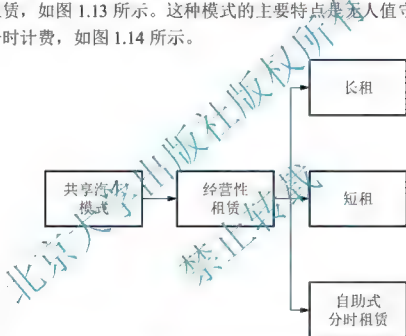 赁，如图 1.13 所示。这种模式的主要特点是无人值守
时计费，如图 1.14 所示。
长租
共享汽车
模式
经营性
租赁
短租
自助式
分时租赁
北京大学出版社版权所有
禁止转载